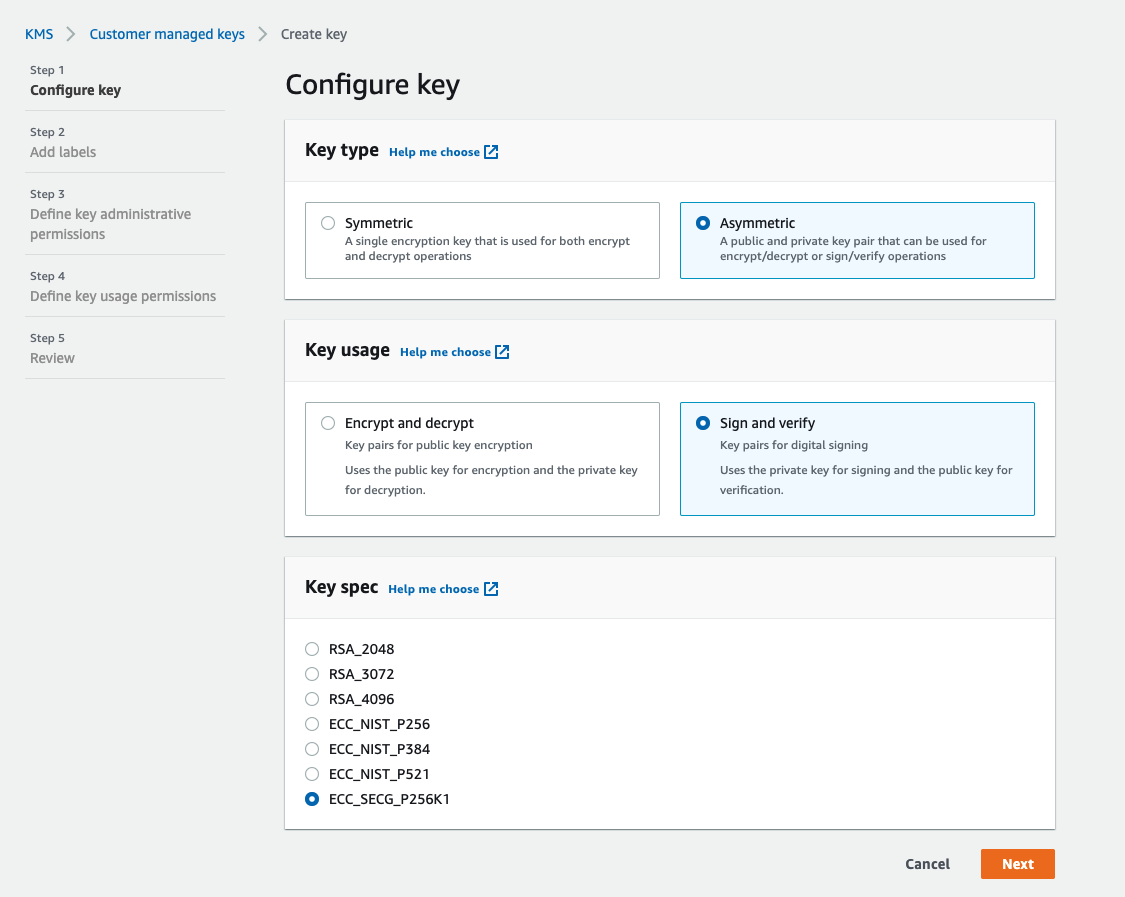 KMS > Customer managed keys > Create key
Step 1
Configure key
Step 2
Add labels
Step 3
Define key administrative
permissions
Step 4
Define key usage permissions
Step 5
Review
Configure key
Key type Help me choose
Symmetric
A single encryption key that is used for both encrypt
and decrypt operations
Asymmetric
A public and private key pair that can be used for
encrypt/decrypt or sign/verify operations
Key usage Help me choose
Encrypt and decrypt
Key pairs for public key encryption
Uses the public key for encryption and the private key
for decryption.
Sign and verify
Key pairs for digital signing
Uses the private key for signing and the public key for
verification.
Key spec Help me choose
RSA_2048
RSA_3072
RSA_4096
ECC_NIST_P256
ECC_NIST_P384
ECC_NIST_P521
ECC_SECG_P256K1
Cancel
Next